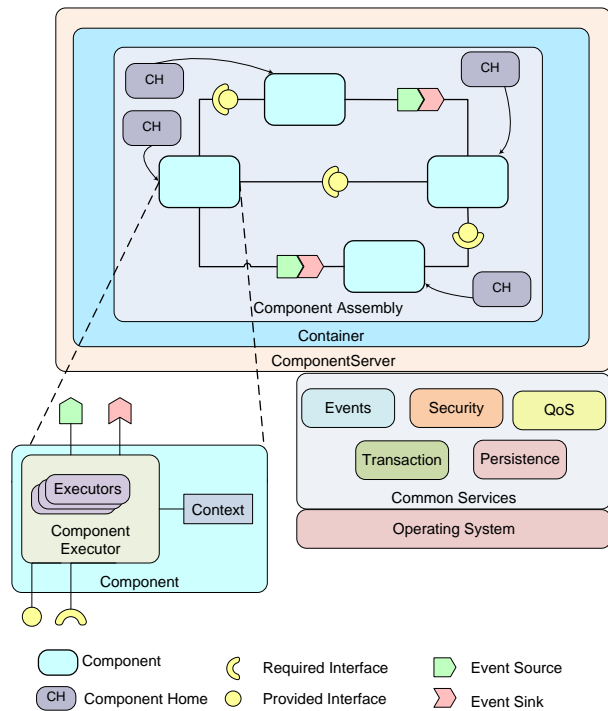 CH
CH
CH
CH
Component Assembly
Container
ComponentServer
Events
Security
QoS
Transaction
Persistence
Common Services
Operating System
Executors
Component
Executor
Context
Component
Component
Required Interface
Event Source
CH
Component Home
Provided Interface
Event Sink